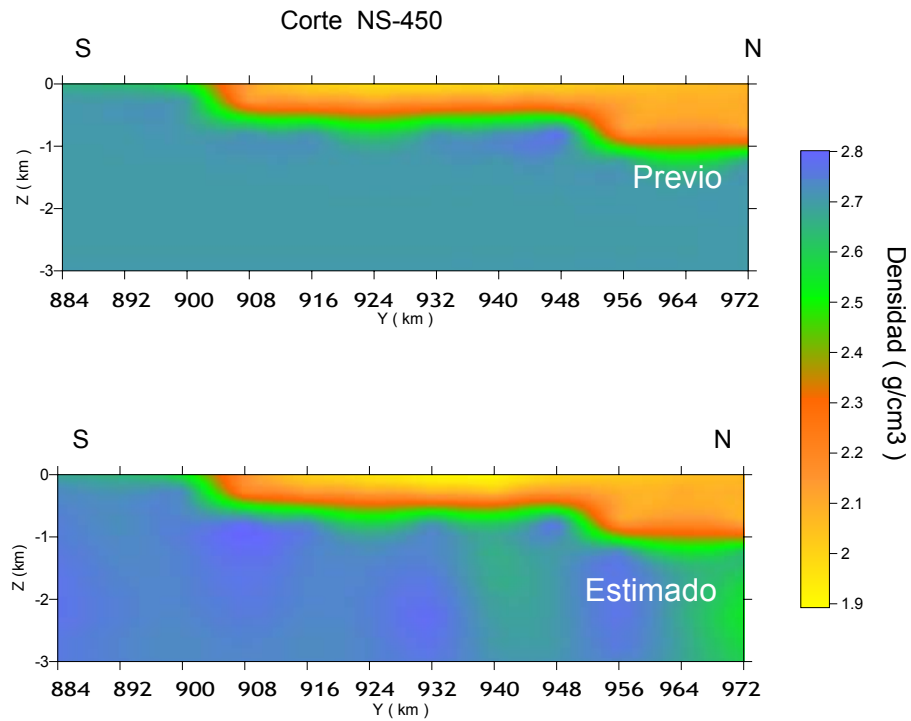 Corte NS-450
S N
0
-1
-2
-3
Z ( km )
Previo
884 892 900 908 916 924 932 940 948 956 964 972
Y ( km )
2.8
2.7
2.6
2.5
2.4
2.3
2.2
2.1
2
1.9
Densidad ( g/cm3 )
S N
0
-1
-2
-3
Z (km)
Estimado
884 892 900 908 916 924 932 940 948 956 964 972
Y ( km )